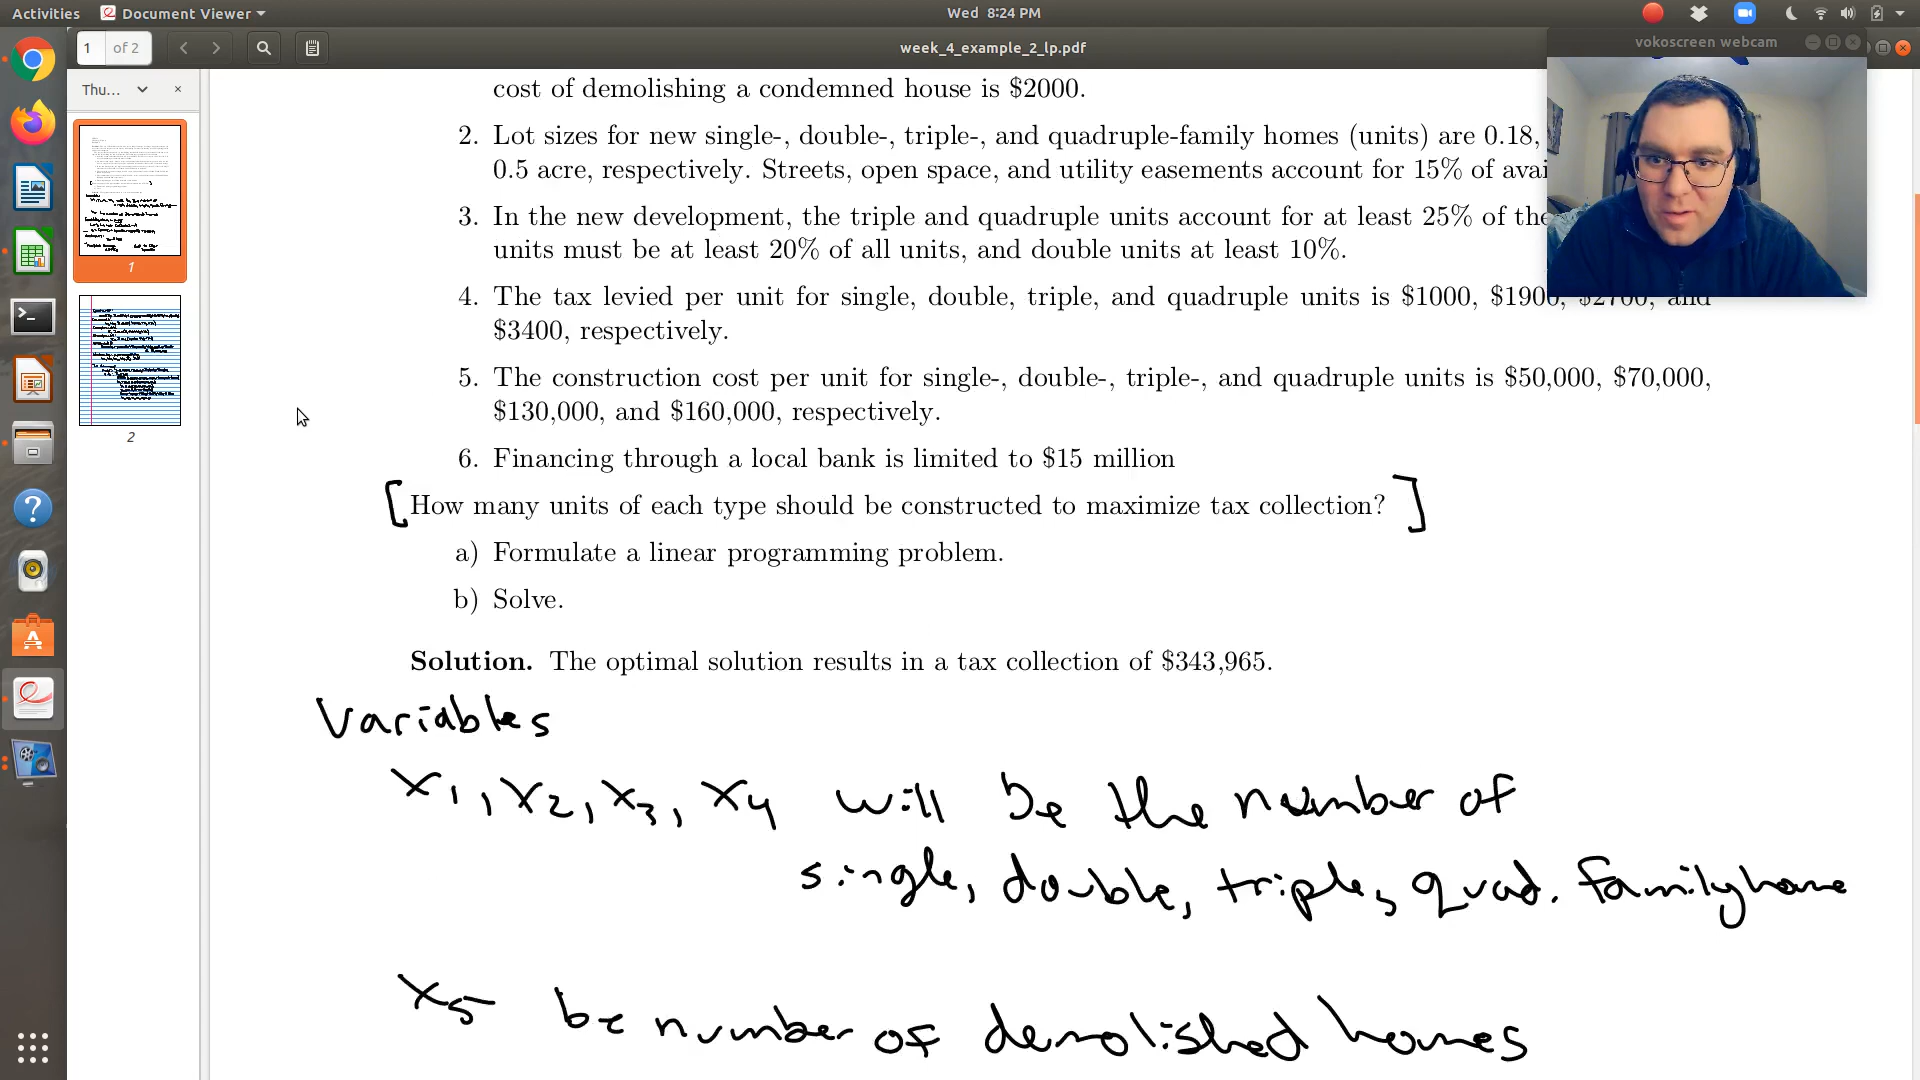 Activities
Document Viewer
Wed 8:24 PM
1 of 2
week_4_example_2_lp.pdf
vokoscreen webcam
Thu...
1
2
cost of demolishing a condemned house is $2000.
2. Lot sizes for new single-, double-, triple-, and quadruple-family homes (units) are 0.18,
0.5 acre, respectively. Streets, open space, and utility easements account for 15% of avai
3. In the new development, the triple and quadruple units account for at least 25% of the
units must be at least 20% of all units, and double units at least 10%.
4. The tax levied per unit for single, double, triple, and quadruple units is $1000, $1900, $2700, and
$3400, respectively.
5. The construction cost per unit for single-, double-, triple-, and quadruple units is $50,000, $70,000,
$130,000, and $160,000, respectively.
6. Financing through a local bank is limited to $15 million
[How many units of each type should be constructed to maximize tax collection?]
a) Formulate a linear programming problem.
b) Solve.
Solution. The optimal solution results in a tax collection of $343,965.
Variables
x1, x2, x3, x4 will be the number of
single, double, triple, quad. family home
x5 be number of demolished homes